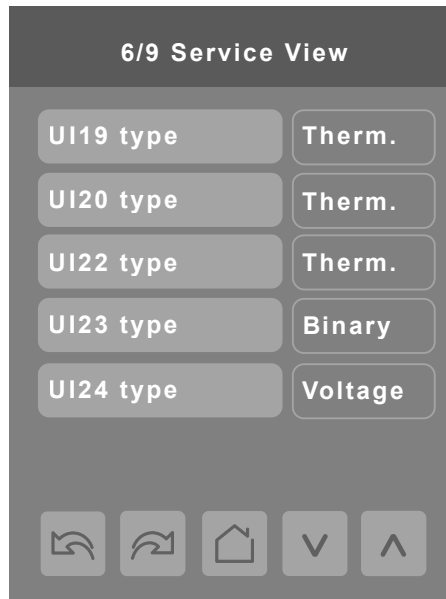 6/9 Service View
UI19 type Therm.
UI20 type Therm.
UI22 type Therm.
UI23 type Binary
UI24 type Voltage